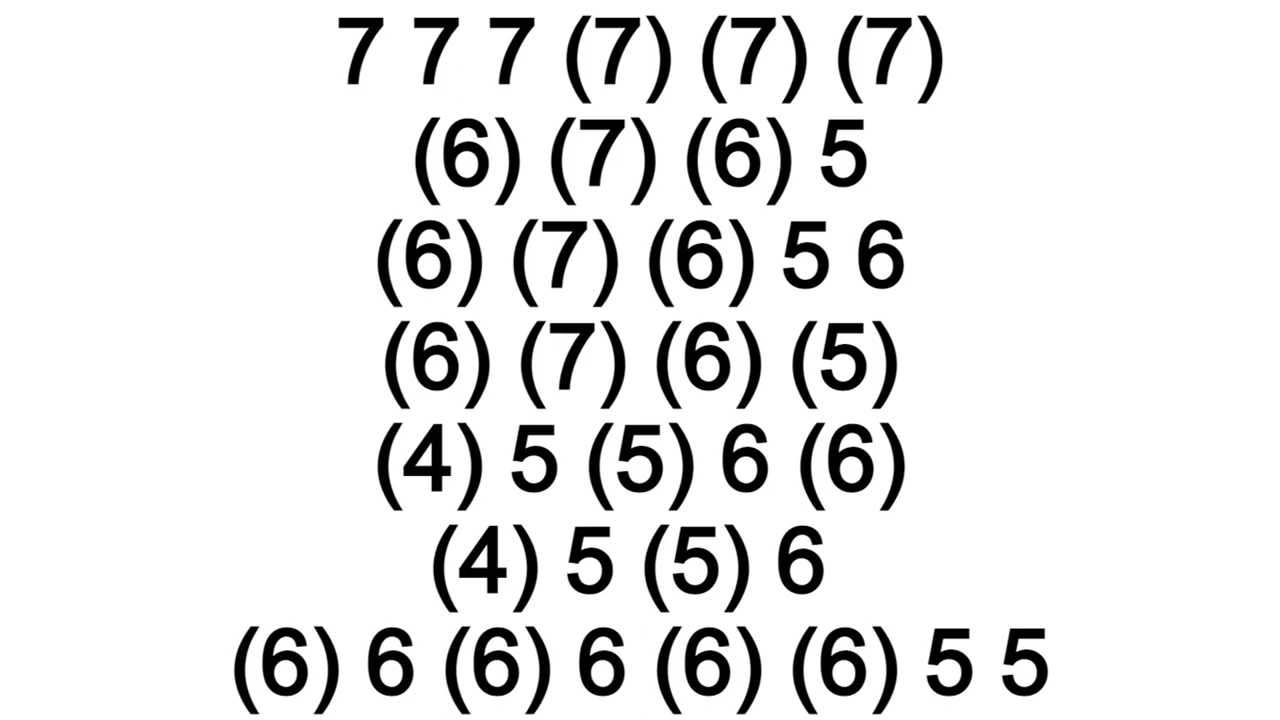 7 7 7 (7) (7) (7)
(6) (7) (6) 5
(6) (7) (6) 5 6
(6) (7) (6) (5)
(4) 5 (5) 6 (6)
(4) 5 (5) 6
(6) 6 (6) 6 (6) (6) 5 5